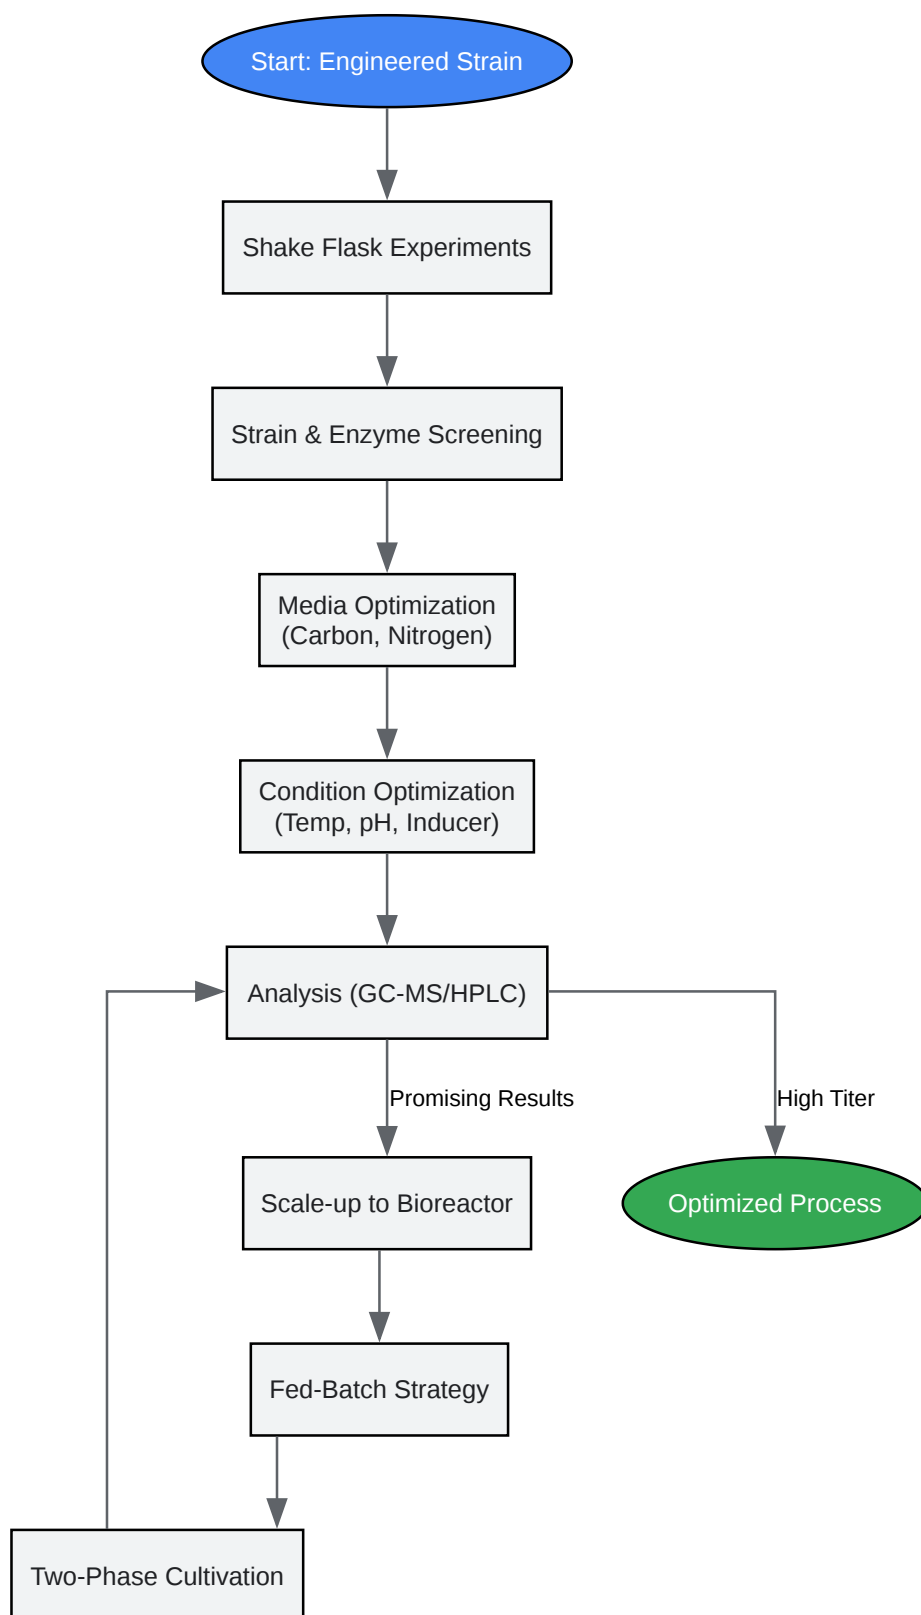 Start: Engineered Strain
Shake Flask Experiments
Strain & Enzyme Screening
Media Optimization
(Carbon, Nitrogen)
Condition Optimization
(Temp, pH, Inducer)
Analysis (GC-MS/HPLC)
Promising Results
High Titer
Scale-up to Bioreactor
Optimized Process
Fed-Batch Strategy
Two-Phase Cultivation